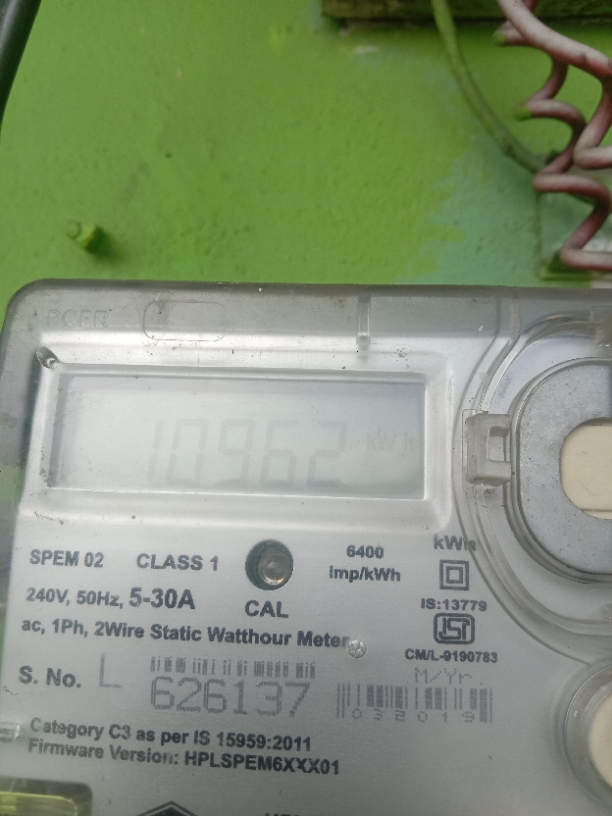 10962
SPEM 02 CLASS 1
6400
imp/kWh
kWh
240V, 50Hz, 5-30A
CAL
IS:13779
ac, 1Ph, 2Wire Static Watthour Meter
CM/L-9190783
S. No. L 626137
M/Yr.
032019
Category C3 as per IS 15959:2011
Firmware Version: HPLSPEM6XXX01